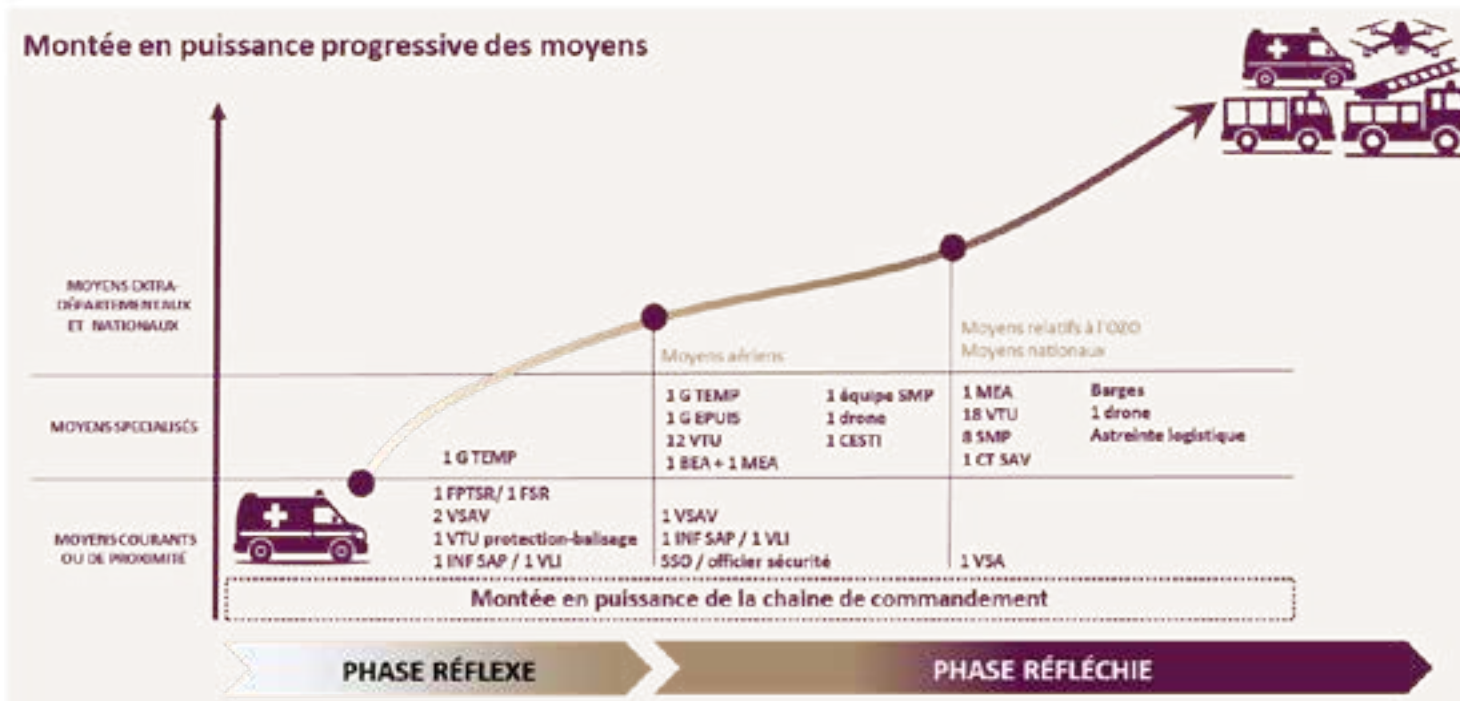 Montée en puissance progressive des moyens
MOYENS EXTRA-
DÉPARTEMENTAUX
ET NATIONAUX
Moyens aériens
Moyens relatifs à l'OZO
Moyens nationaux
MOYENS SPECIALISÉS
1 G TEMP
1 G TEMP
1 G EPUIS
12 VTU
1 BEA + 1 MEA
1 équipe SMP
1 drone
1 CESTI
1 MEA
18 VTU
8 SMP
1 CT SAV
Barges
1 drone
Astreinte logistique
MOYENS COURANTS
OU DE PROXIMITÉ
1 FPTSR/ 1 FSR
2 VSAV
1 VTU protection-balisage
1 INF SAP / 1 VLI
1 VSAV
1 INF SAP / 1 VLI
SSO / officier sécurité
1 VSA
Montée en puissance de la chaine de commandement
PHASE RÉFLEXE
PHASE RÉFLÉCHIE